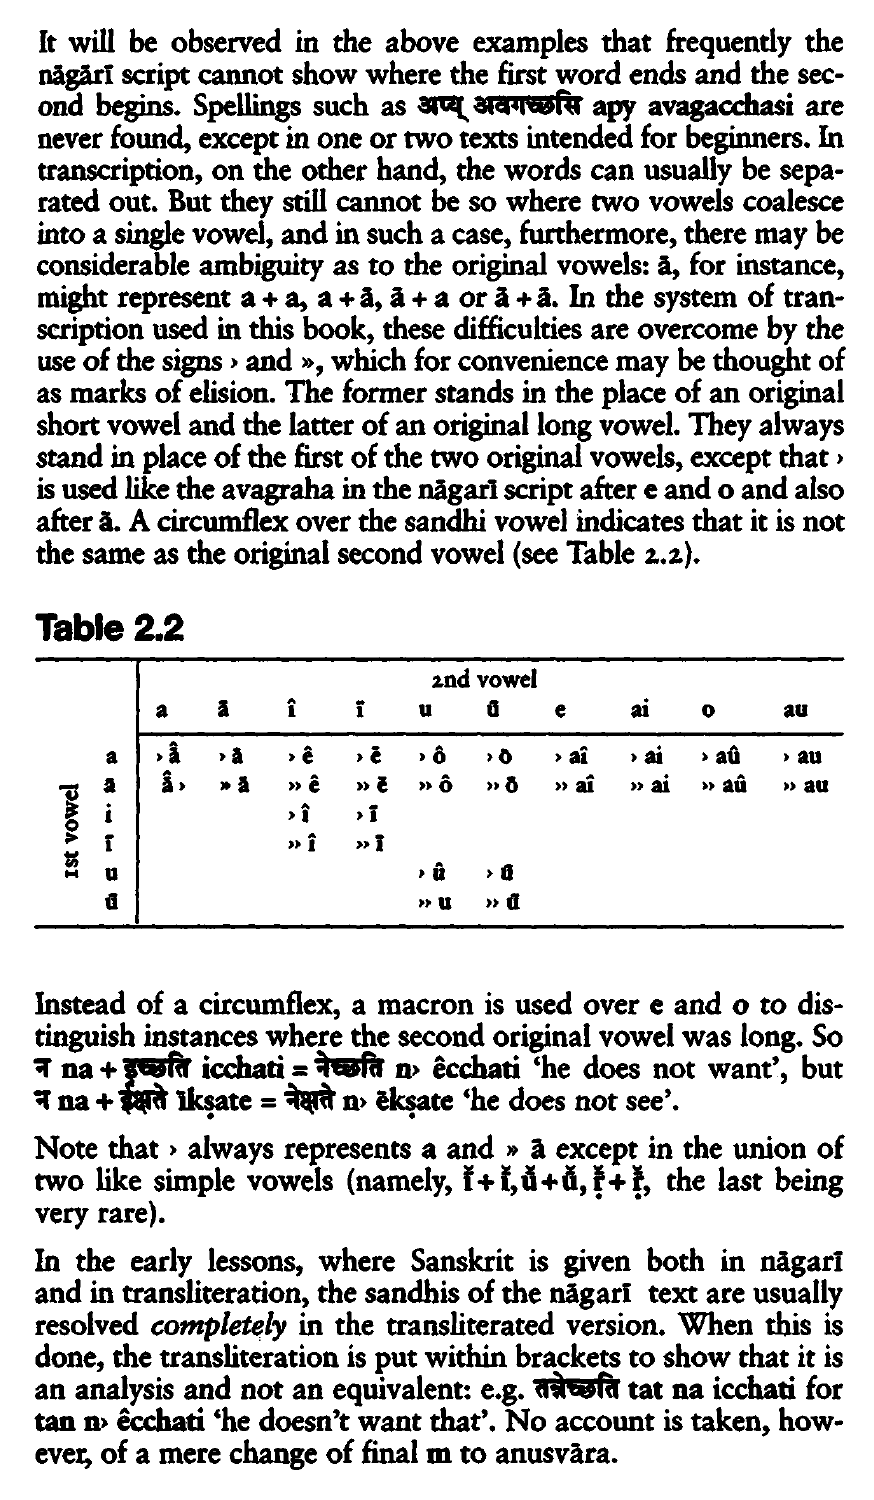 It will be observed in the above examples that frequently the
nāgārī script cannot show where the first word ends and the sec-
ond begins. Spellings such as अप्य् अवगच्छसि apy avagacchasi are
never found, except in one or two texts intended for beginners. In
transcription, on the other hand, the words can usually be sepa-
rated out. But they still cannot be so where two vowels coalesce
into a single vowel, and in such a case, furthermore, there may be
considerable ambiguity as to the original vowels: ā, for instance,
might represent a + a, a + ā, ā + a or ā + ā. In the system of tran-
scription used in this book, these difficulties are overcome by the
use of the signs › and », which for convenience may be thought of
as marks of elision. The former stands in the place of an original
short vowel and the latter of an original long vowel. They always
stand in place of the first of the two original vowels, except that ›
is used like the avagraha in the nāgarī script after e and o and also
after ā̆. A circumflex over the sandhi vowel indicates that it is not
the same as the original second vowel (see Table 2.2).
Table 2.2
2nd vowel
a ā î ī u ū e ai o au
1st vowel
a › ā̂ › ā › ê › ē › ô › ō › aî › ai › aû › au
ā ā̂ › » ā » ê » ē » ô » ō » aî » ai » aû » au
i › î › ī
ī » î » ī
u › û › ū
ū » u » ū
Instead of a circumflex, a macron is used over e and o to dis-
tinguish instances where the second original vowel was long. So
न na + इच्छति icchati = नेच्छति n› êcchati ‘he does not want’, but
न na + ईक्षते īkṣate = नेक्षते n› ēkṣate ‘he does not see’.
Note that › always represents a and » ā except in the union of
two like simple vowels (namely, ī̆ + ī̆, ū̆ + ū̆, ṝ̆ + ṝ̆, the last being
very rare).
In the early lessons, where Sanskrit is given both in nāgarī
and in transliteration, the sandhis of the nāgarī text are usually
resolved completely in the transliterated version. When this is
done, the transliteration is put within brackets to show that it is
an analysis and not an equivalent: e.g. तन्नेच्छति tat na icchati for
tan n› êcchati ‘he doesn’t want that’. No account is taken, how-
ever, of a mere change of final m to anusvāra.